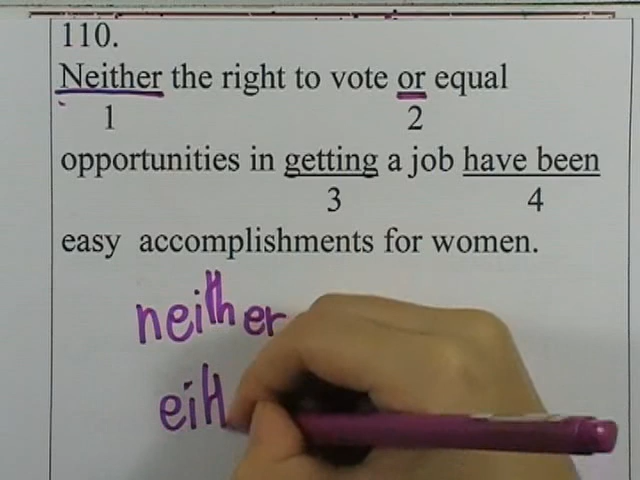 110.
Neither the right to vote or equal
1 2
opportunities in getting a job have been
3 4
easy accomplishments for women.
neither
eith